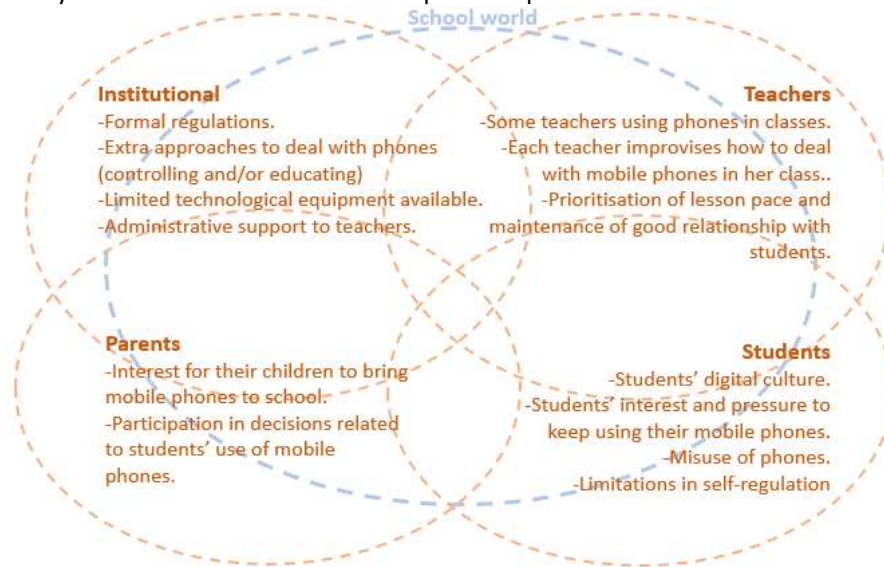 School world
Institutional
-Formal regulations.
-Extra approaches to deal with phones
(controlling and/or educating)
-Limited technological equipment available.
-Administrative support to teachers.
Teachers
-Some teachers using phones in classes.
-Each teacher improvises how to deal
with mobile phones in her class..
-Prioritisation of lesson pace and
maintenance of good relationship with
students.
Parents
-Interest for their children to bring
mobile phones to school.
-Participation in decisions related
to students' use of mobile
phones.
Students
-Students' digital culture.
-Students' interest and pressure to
keep using their mobile phones.
-Misuse of phones.
-Limitations in self-regulation